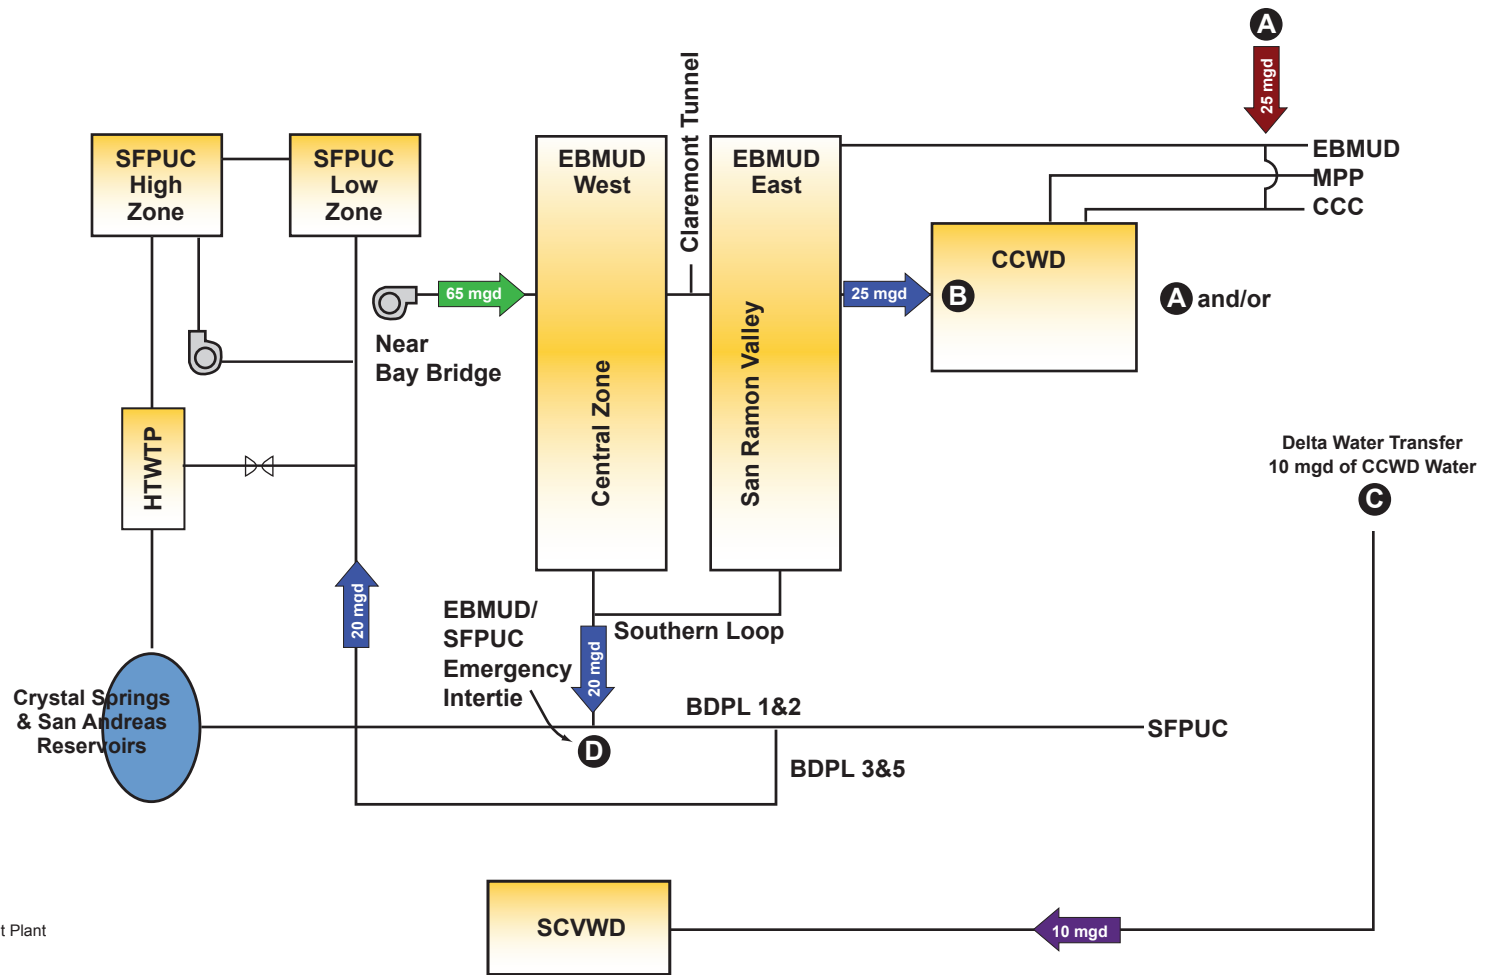 A
25 mgd
SFPUC
High
Zone
SFPUC
Low
Zone
EBMUD
West
Claremont Tunnel
EBMUD
East
EBMUD
MPP
CCC
CCWD
65 mgd
25 mgd
B
A and/or
Near
Bay Bridge
Central Zone
San Ramon Valley
HTWTP
Delta Water Transfer
10 mgd of CCWD Water
C
20 mgd
EBMUD/
SFPUC
Emergency
Intertie
Southern Loop
20 mgd
Crystal Springs
& San Andreas
Reservoirs
BDPL 1&2
SFPUC
D
BDPL 3&5
SCVWD
10 mgd
t Plant